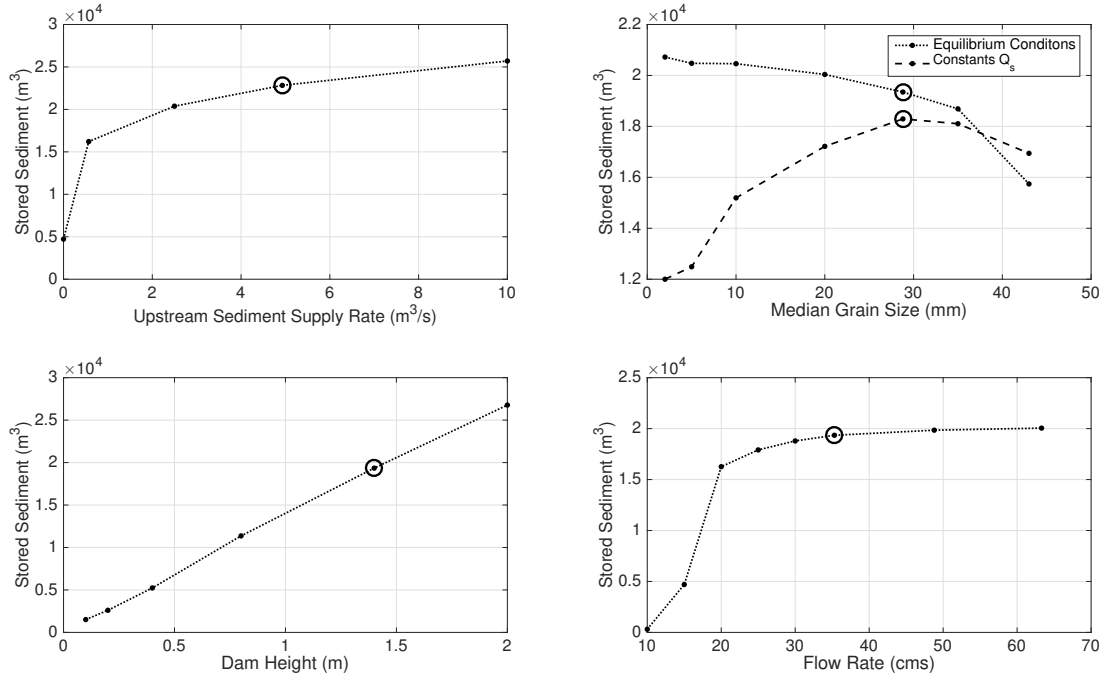 ×10⁴
3
2.5
2
1.5
1
0.5
0
0 2 4 6 8 10
Stored Sediment (m³)
Upstream Sediment Supply Rate (m³/s)
×10⁴
2.2
2
1.8
1.6
1.4
1.2
0 10 20 30 40 50
Stored Sediment (m³)
Median Grain Size (mm)
Equilibrium Conditons
Constants Qₛ
×10⁴
3
2.5
2
1.5
1
0.5
0
0 0.5 1 1.5 2
Stored Sediment (m³)
Dam Height (m)
×10⁴
2.5
2
1.5
1
0.5
0
10 20 30 40 50 60 70
Stored Sediment (m³)
Flow Rate (cms)